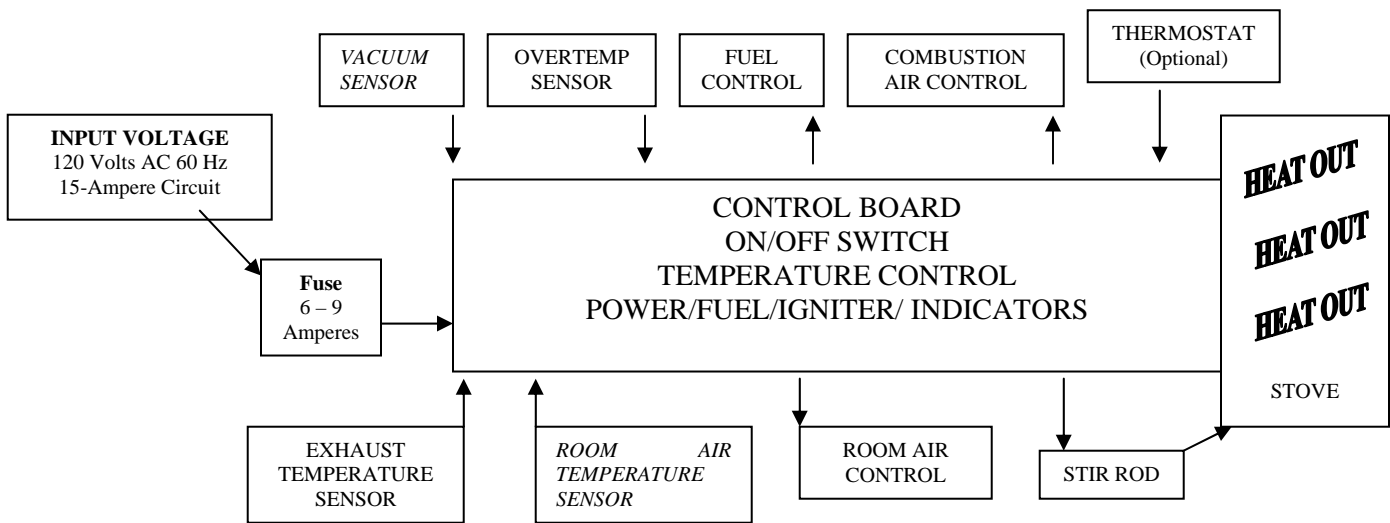 VACUUM
SENSOR
OVERTEMP
SENSOR
FUEL
CONTROL
COMBUSTION
AIR CONTROL
THERMOSTAT
(Optional)
INPUT VOLTAGE
120 Volts AC 60 Hz
15-Ampere Circuit
Fuse
6 – 9
Amperes
CONTROL BOARD
ON/OFF SWITCH
TEMPERATURE CONTROL
POWER/FUEL/IGNITER/ INDICATORS
HEAT OUT
HEAT OUT
HEAT OUT
STOVE
EXHAUST
TEMPERATURE
SENSOR
ROOM AIR
TEMPERATURE
SENSOR
ROOM AIR
CONTROL
STIR ROD